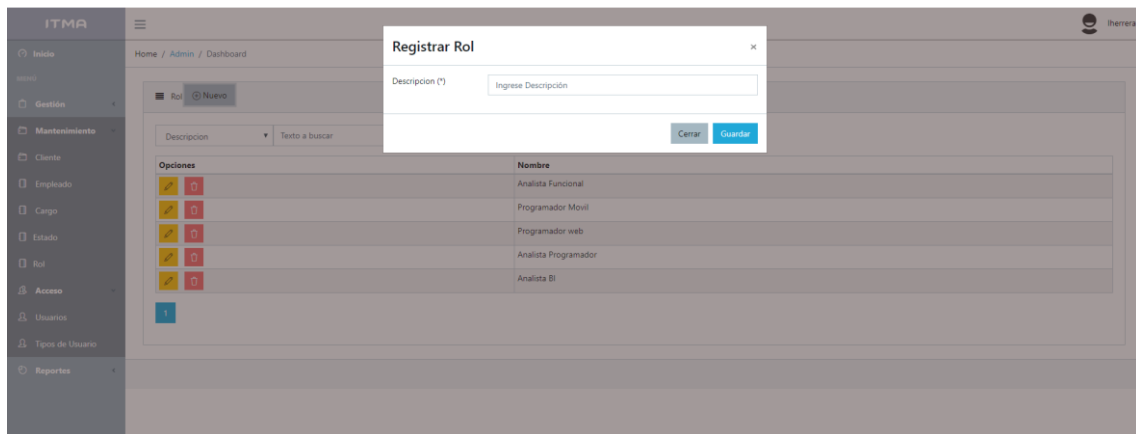 ITMA
lherrera
Inicio
Home / Admin / Dashboard
Gestión
Mantenimiento
Cliente
Empleado
Cargo
Estado
Rol
Acceso
Usuarios
Tipos de Usuario
Reportes
Registrar Rol ×
Descripcion (*) Ingrese Descripción
Cerrar Guardar
Rol Nuevo
Descripcion Texto a buscar
Opciones Nombre
Analista Funcional
Programador Movil
Programador web
Analista Programador
Analista BI
1